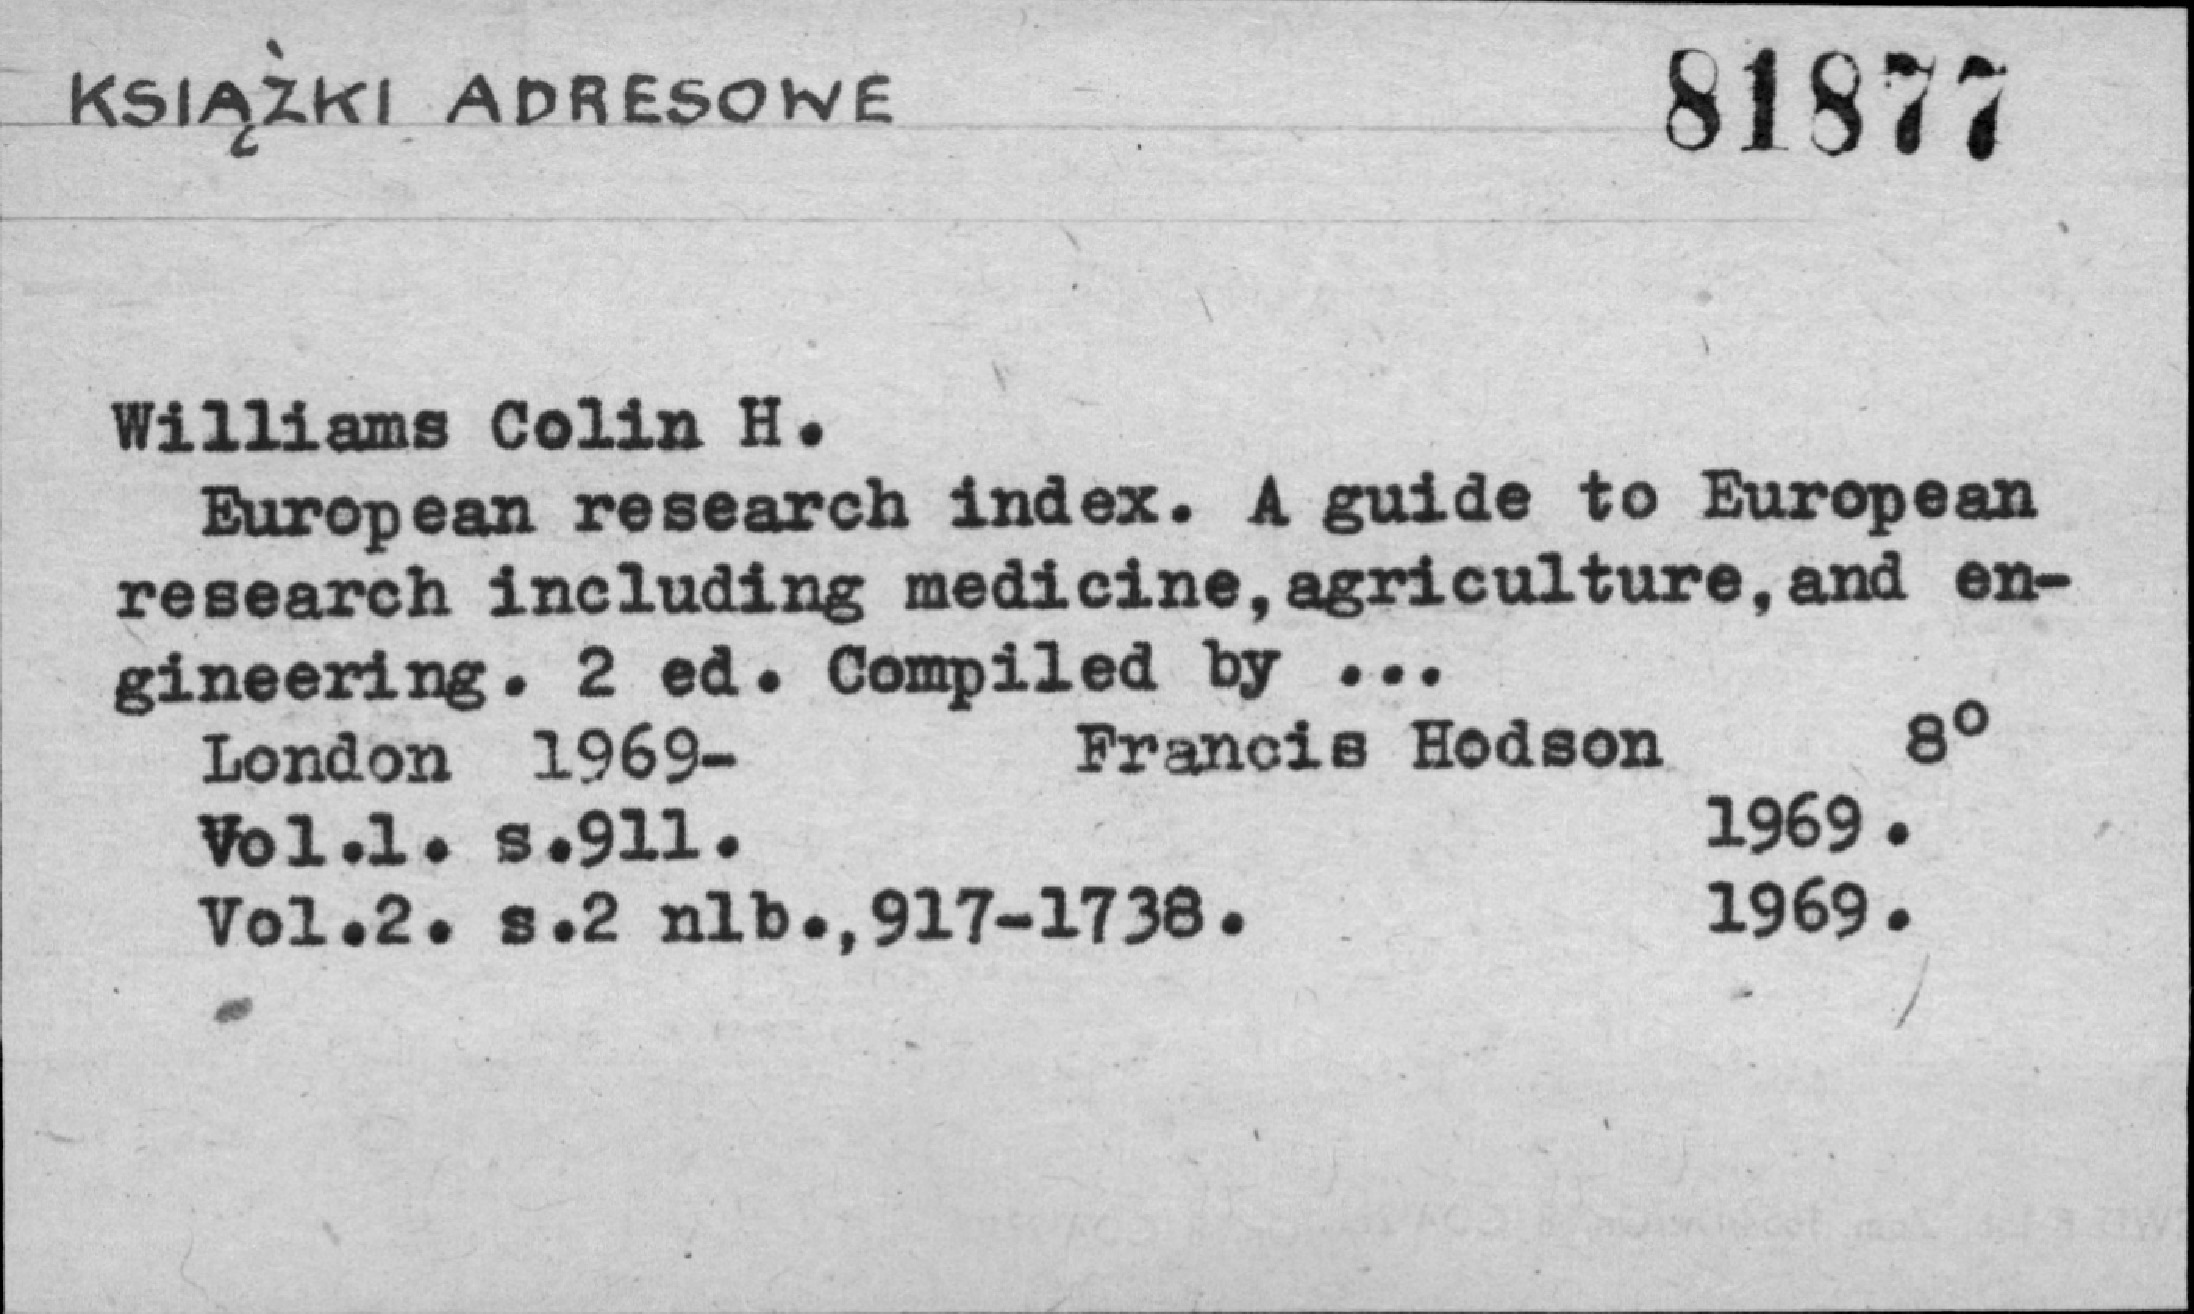 KSIĄŻKI ADRESOWE 81877
Williams Colin H.
European research index. A guide to European
research including medicine,agriculture,and en-
gineering. 2 ed. Compiled by ...
London 1969- Francis Hodson 8°
Vol.1. s.911. 1969.
Vol.2. s.2 nlb.,917-1738. 1969.